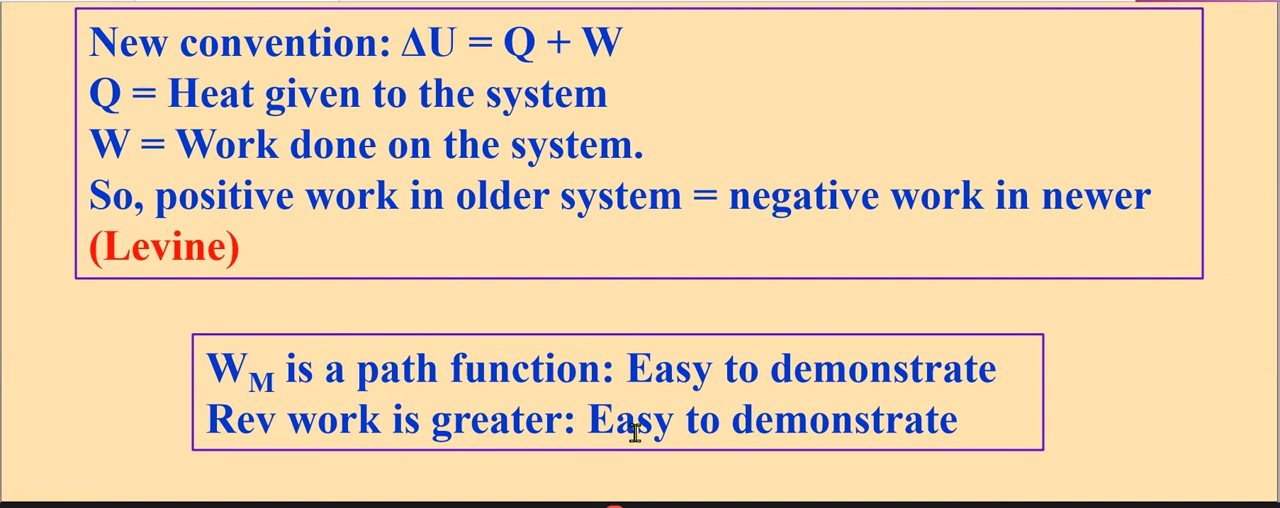 New convention: ΔU = Q + W
Q = Heat given to the system
W = Work done on the system.
So, positive work in older system = negative work in newer
(Levine)
W_M is a path function: Easy to demonstrate
Rev work is greater: Easy to demonstrate